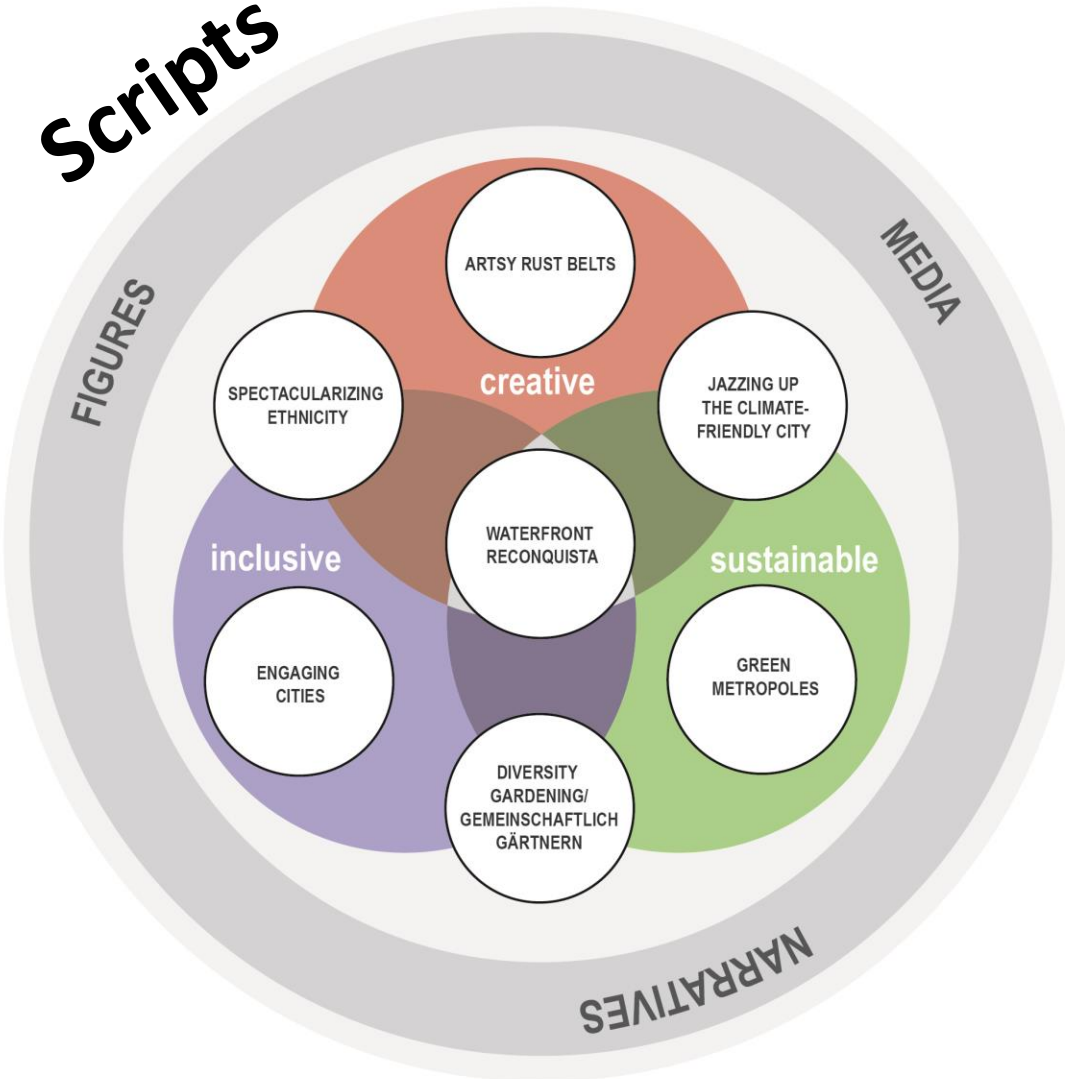 Scripts
FIGURES
MEDIA
ARTSY RUST BELTS
creative
SPECTACULARIZING
ETHNICITY
JAZZING UP
THE CLIMATE-
FRIENDLY CITY
WATERFRONT
RECONQUISTA
inclusive
sustainable
ENGAGING
CITIES
GREEN
METROPOLES
DIVERSITY
GARDENING/
GEMEINSCHAFTLICH
GÄRTNERN
NARRATIVES